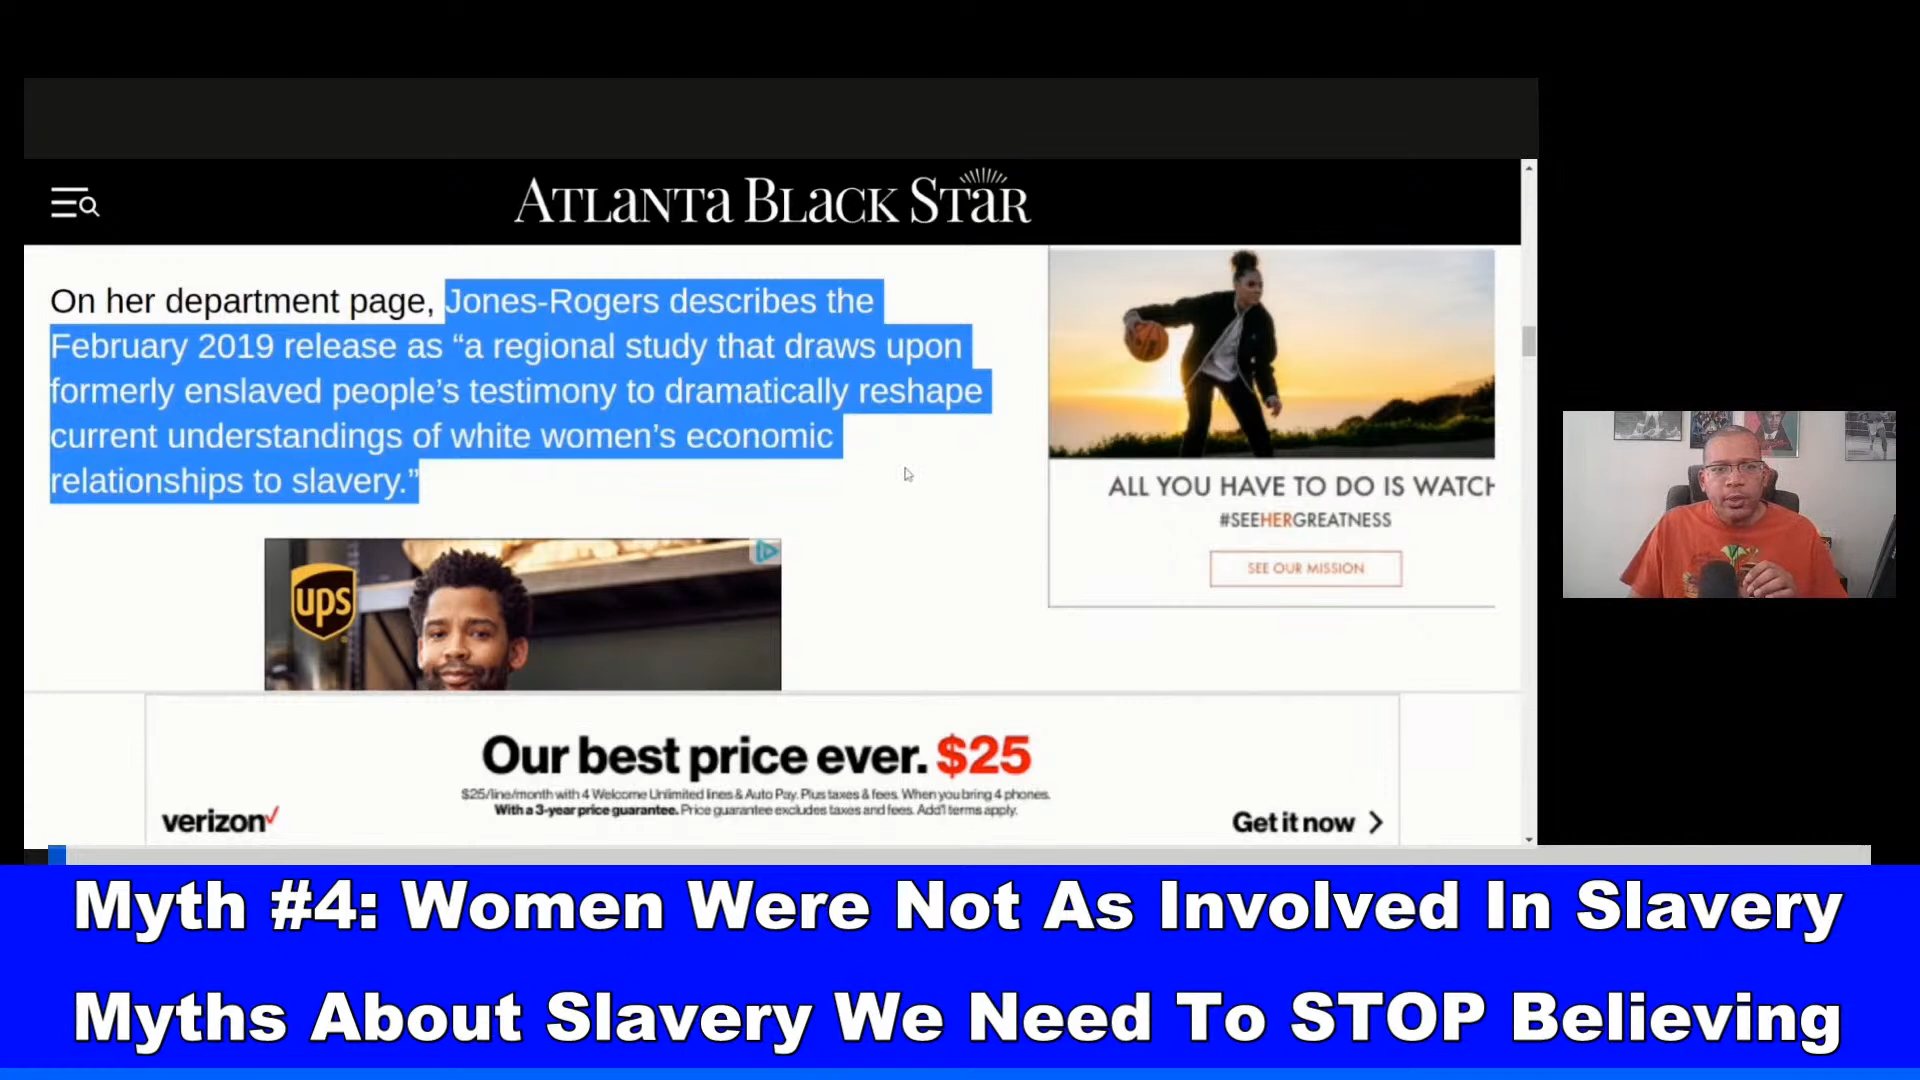 ATLANTA BLACK STAR
On her department page, Jones-Rogers describes the
February 2019 release as “a regional study that draws upon
formerly enslaved people’s testimony to dramatically reshape
current understandings of white women’s economic
relationships to slavery.”
ALL YOU HAVE TO DO IS WATCH
#SEEHERGREATNESS
SEE OUR MISSION
ups
Our best price ever. $25
$25/line/month with 4 Welcome Unlimited lines & Auto Pay. Plus taxes & fees. When you bring 4 phones.
With a 3-year price guarantee. Price guarantee excludes taxes and fees. Add'l terms apply.
verizon
Get it now
Myth #4: Women Were Not As Involved In Slavery
Myths About Slavery We Need To STOP Believing